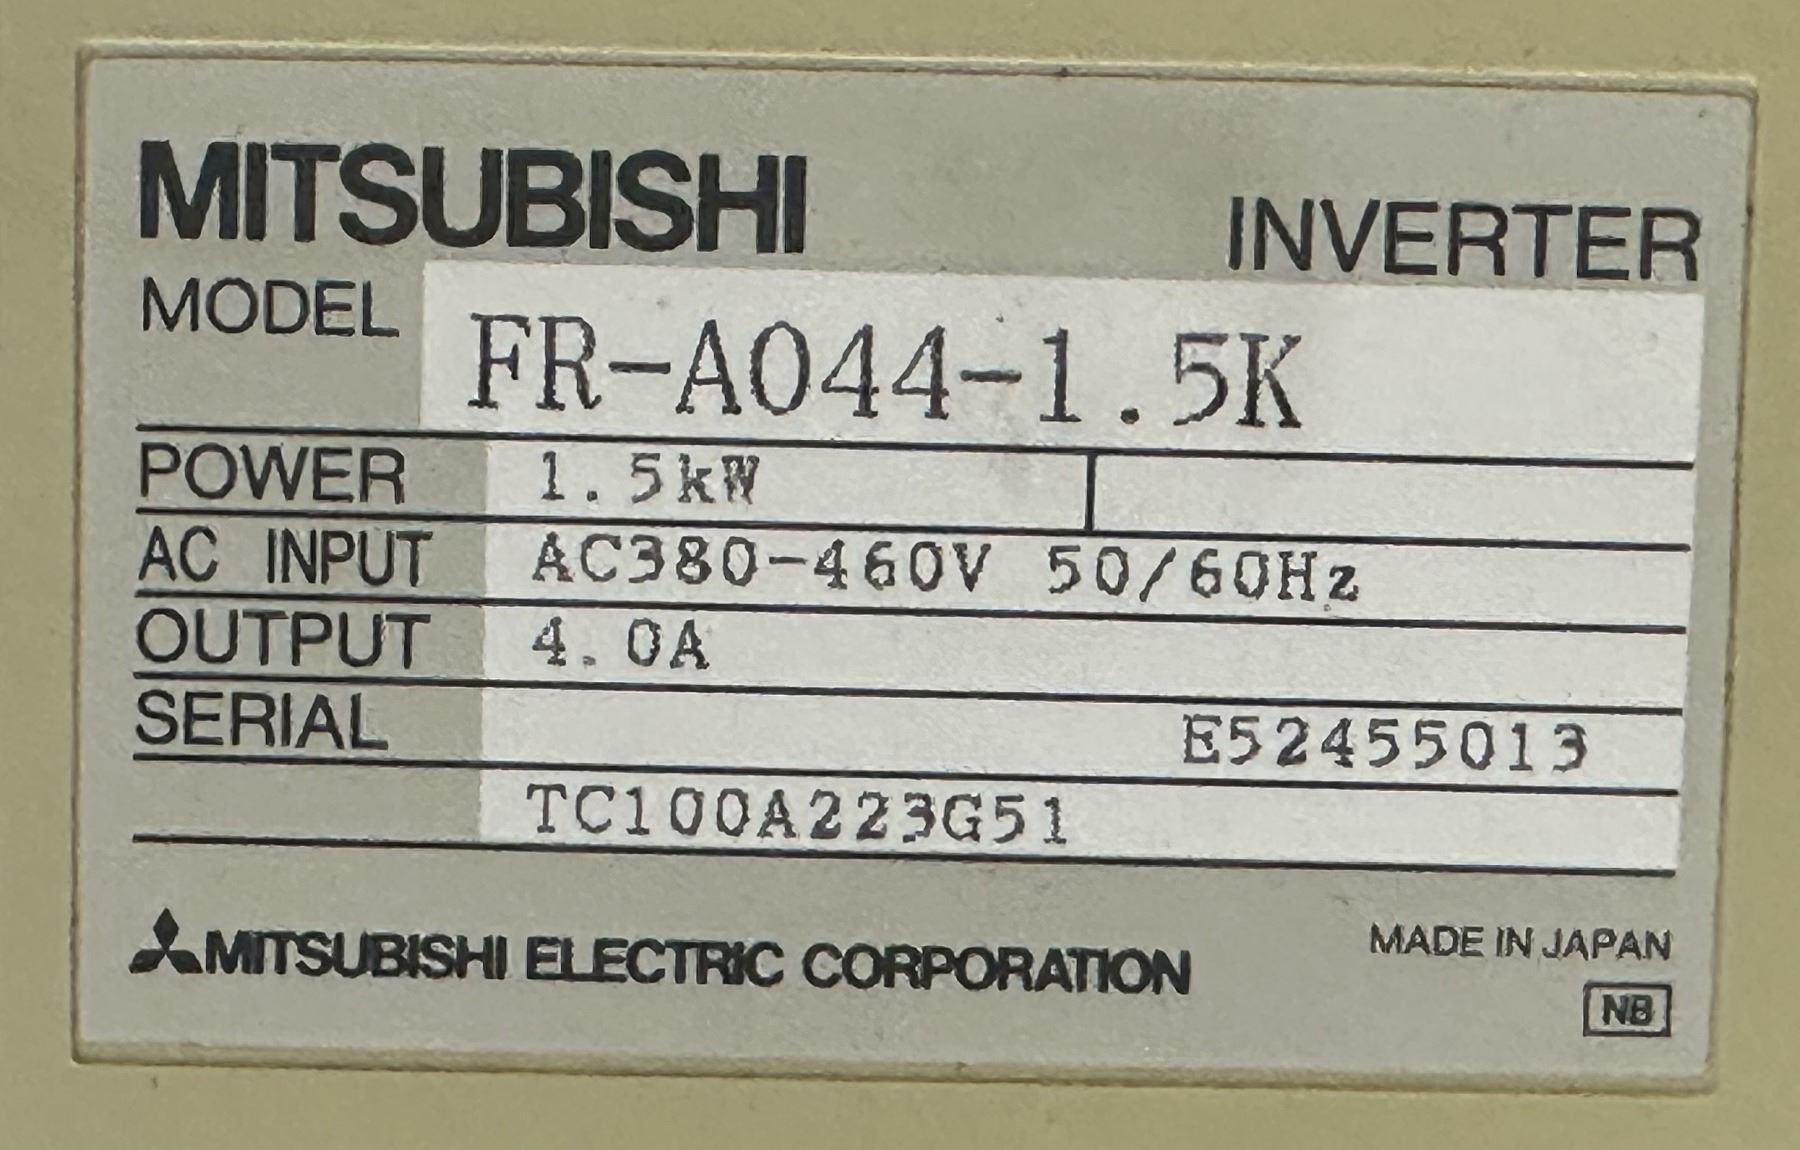 MITSUBISHI INVERTER
MODEL FR-A044-1.5K
POWER 1.5kW
AC INPUT AC380-460V 50/60Hz
OUTPUT 4.0A
SERIAL E52455013
TC100A223G51
MITSUBISHI ELECTRIC CORPORATION MADE IN JAPAN
NB